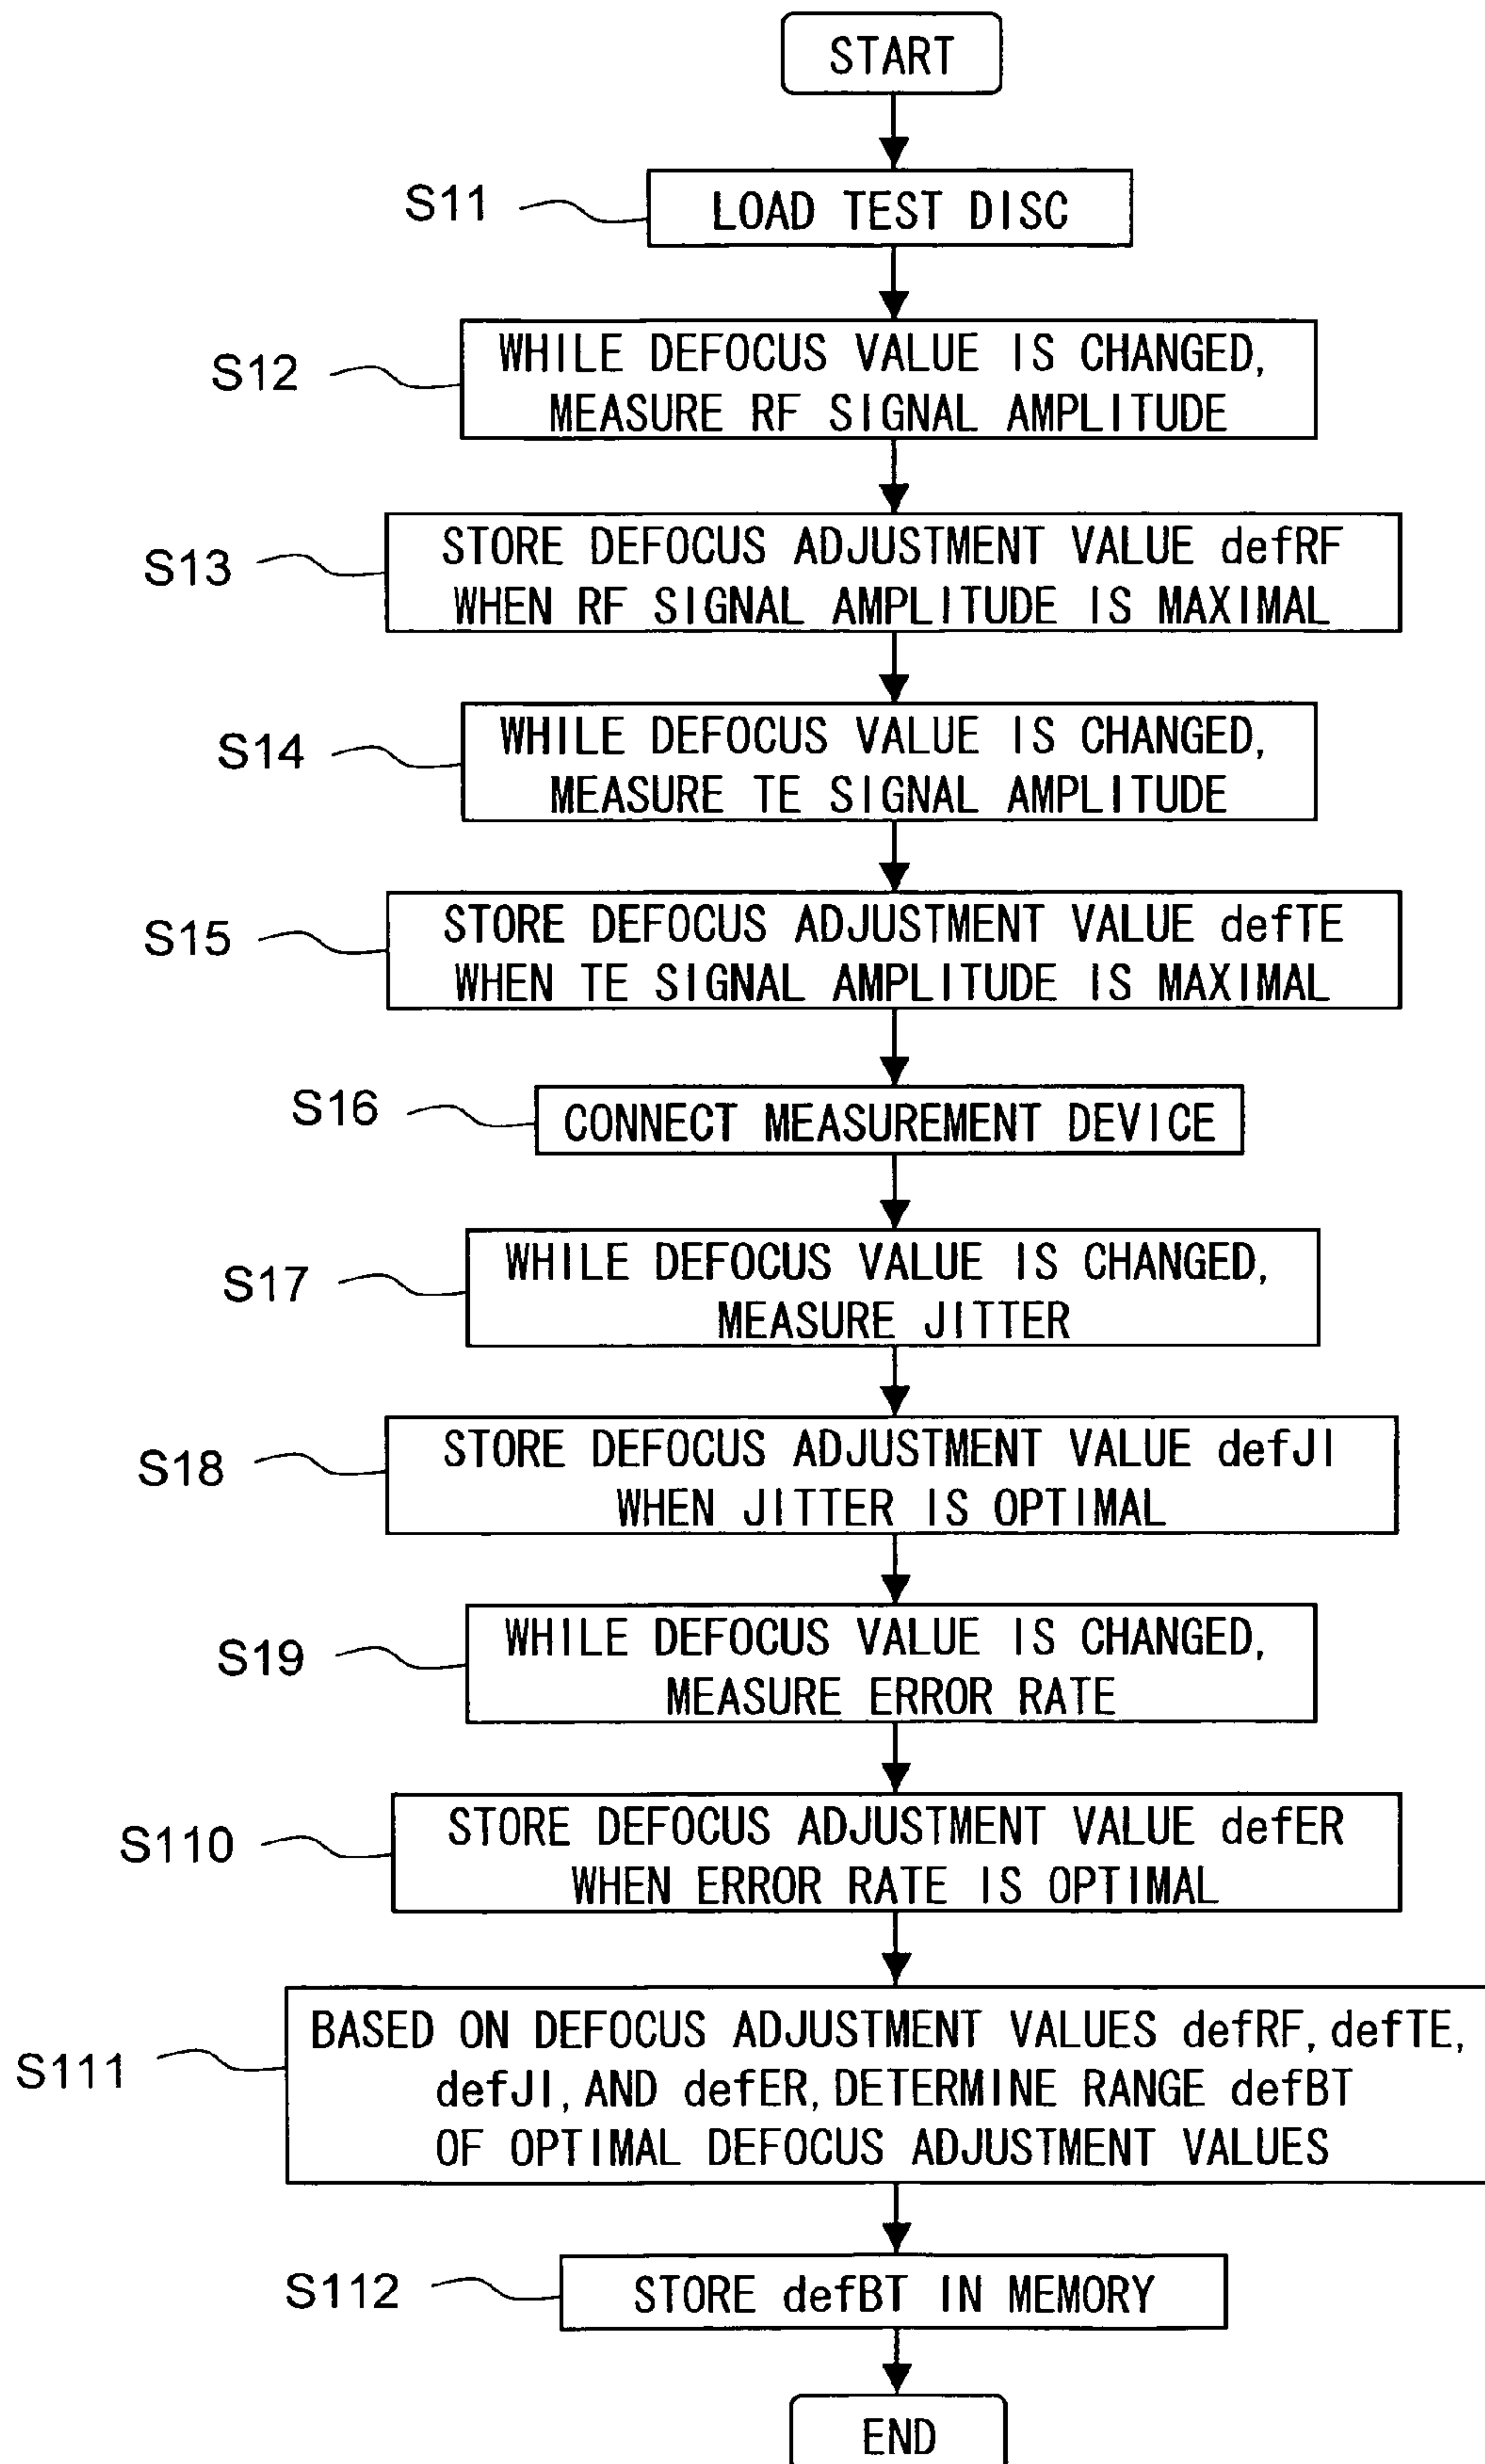 START
S11
LOAD TEST DISC
S12
WHILE DEFOCUS VALUE IS CHANGED,
MEASURE RF SIGNAL AMPLITUDE
S13
STORE DEFOCUS ADJUSTMENT VALUE defRF
WHEN RF SIGNAL AMPLITUDE IS MAXIMAL
S14
WHILE DEFOCUS VALUE IS CHANGED,
MEASURE TE SIGNAL AMPLITUDE
S15
STORE DEFOCUS ADJUSTMENT VALUE defTE
WHEN TE SIGNAL AMPLITUDE IS MAXIMAL
S16
CONNECT MEASUREMENT DEVICE
S17
WHILE DEFOCUS VALUE IS CHANGED,
MEASURE JITTER
S18
STORE DEFOCUS ADJUSTMENT VALUE defJI
WHEN JITTER IS OPTIMAL
S19
WHILE DEFOCUS VALUE IS CHANGED,
MEASURE ERROR RATE
S110
STORE DEFOCUS ADJUSTMENT VALUE defER
WHEN ERROR RATE IS OPTIMAL
S111
BASED ON DEFOCUS ADJUSTMENT VALUES defRF, defTE,
defJI, AND defER, DETERMINE RANGE defBT
OF OPTIMAL DEFOCUS ADJUSTMENT VALUES
S112
STORE defBT IN MEMORY
END